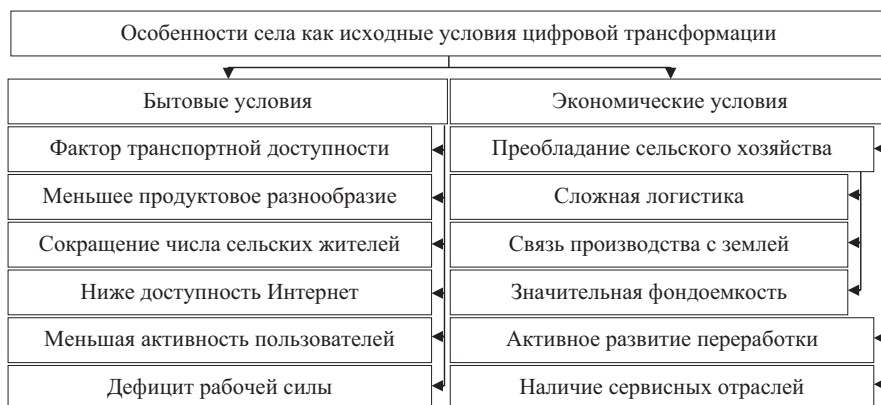 Особенности села как исходные условия цифровой трансформации
Бытовые условия
Фактор транспортной доступности
Меньшее продуктовое разнообразие
Сокращение числа сельских жителей
Ниже доступность Интернет
Меньшая активность пользователей
Дефицит рабочей силы
Экономические условия
Преобладание сельского хозяйства
Сложная логистика
Связь производства с землей
Значительная фондоемкость
Активное развитие переработки
Наличие сервисных отраслей